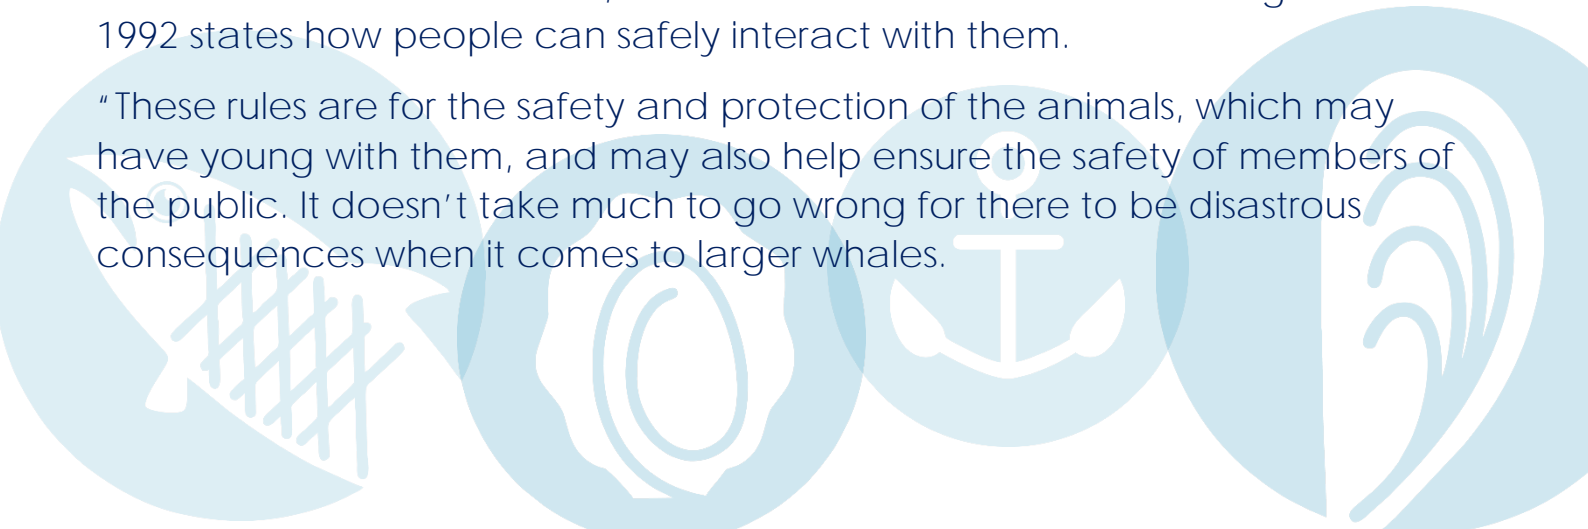 1992 states how people can safely interact with them.
“These rules are for the safety and protection of the animals, which may
have young with them, and may also help ensure the safety of members of
the public. It doesn’t take much to go wrong for there to be disastrous
consequences when it comes to larger whales.